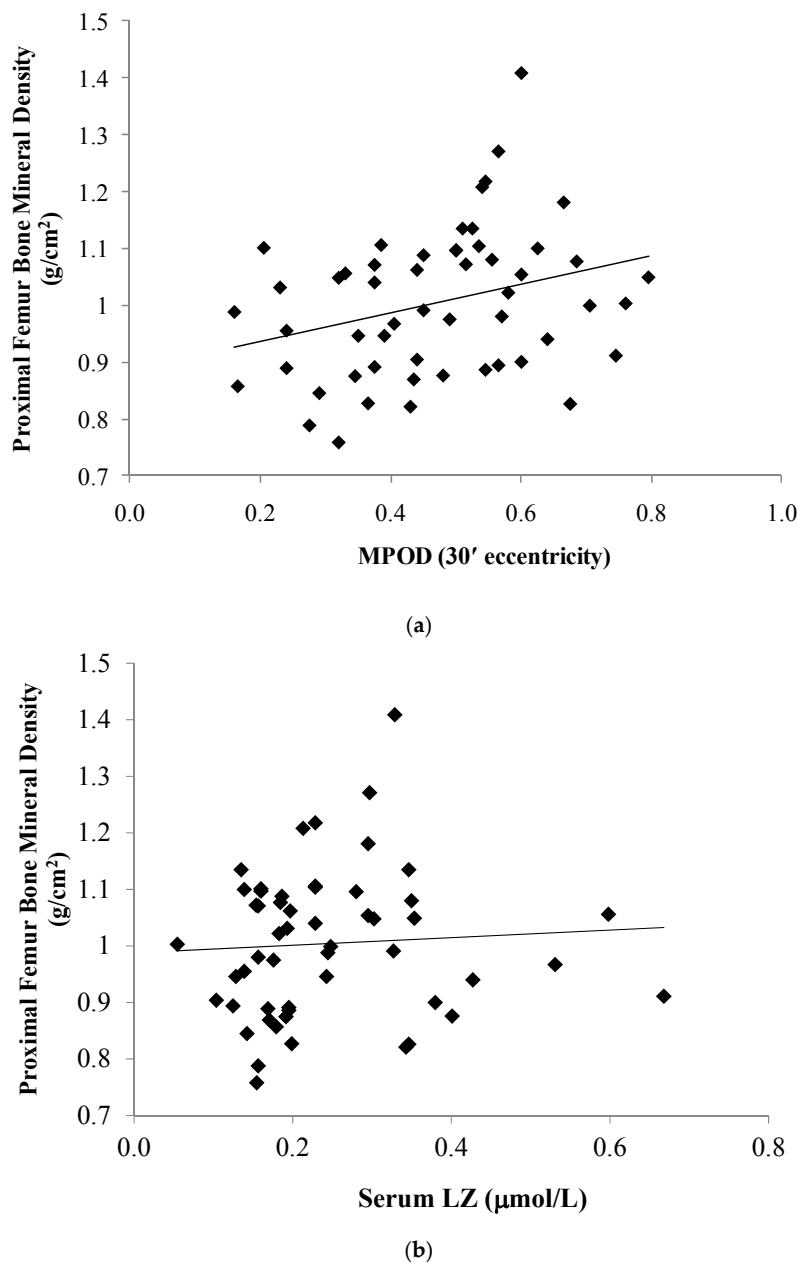 Proximal Femur Bone Mineral Density
(g/cm²)
1.5
1.4
1.3
1.2
1.1
1
0.9
0.8
0.7
0.0 0.2 0.4 0.6 0.8 1.0
MPOD (30′ eccentricity)
(a)
Proximal Femur Bone Mineral Density
(g/cm²)
1.5
1.4
1.3
1.2
1.1
1
0.9
0.8
0.7
0.0 0.2 0.4 0.6 0.8
Serum LZ (μmol/L)
(b)